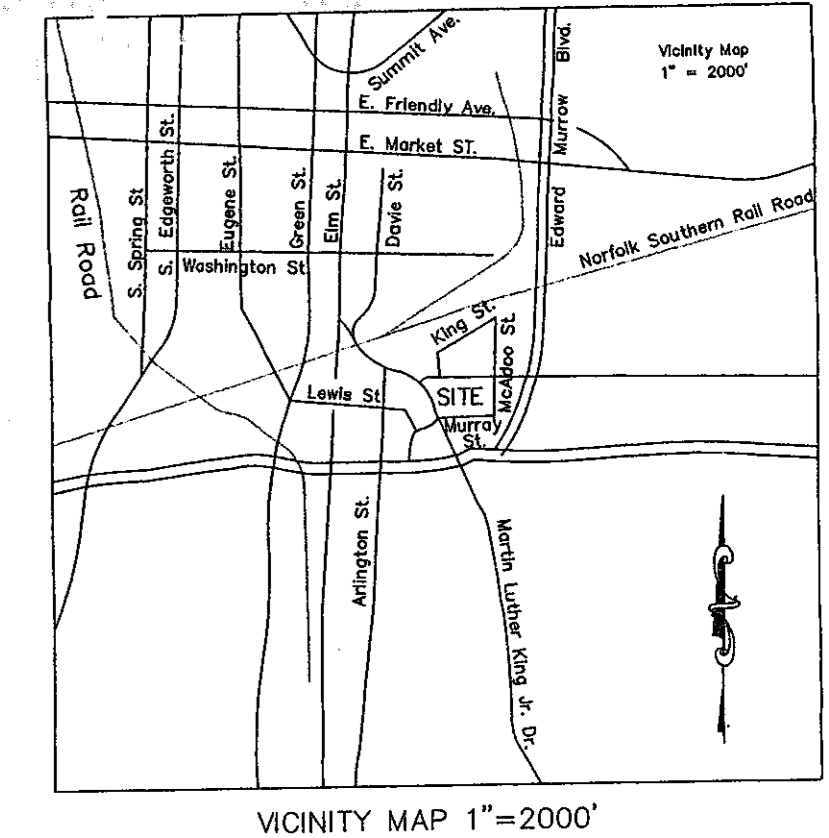 Summit Ave.
Blvd.
Vicinity Map
1" = 2000'
E. Friendly Ave.
Murrow
E. Market ST.
S. Spring St
S. Edgeworth St.
Eugene St.
Green St.
Elm St.
Davie St.
Edward
Rail Road
Norfolk Southern Rail Road
Washington St.
King St.
McAdoo St.
Lewis St
SITE
Murray
St.
Arlington St.
Martin Luther King Jr. Dr.
VICINITY MAP 1"=2000'